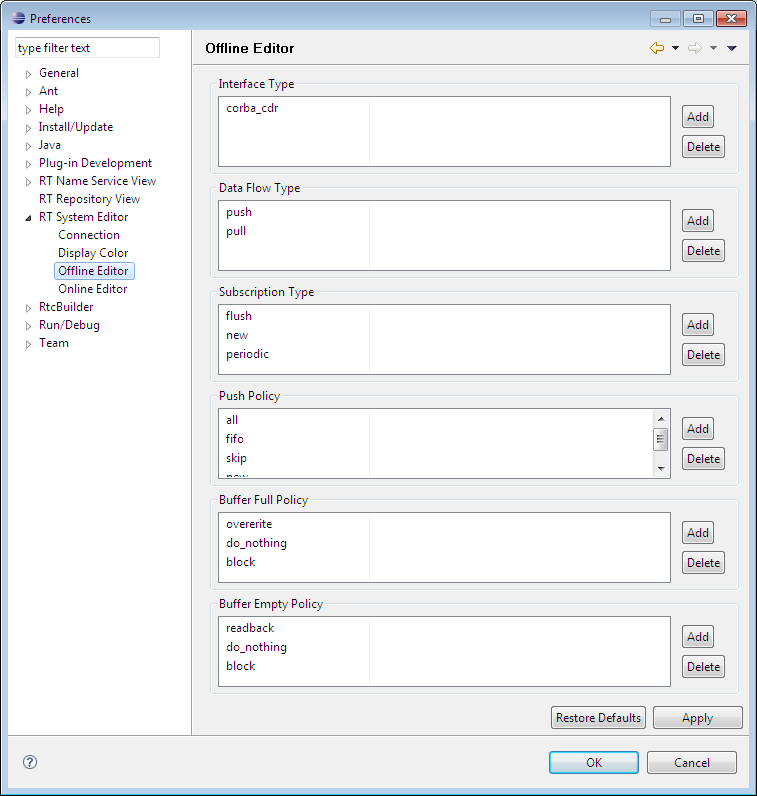 Preferences
type filter text
General
Ant
Help
Install/Update
Java
Plug-in Development
RT Name Service View
RT Repository View
RT System Editor
Connection
Display Color
Offline Editor
Online Editor
RtcBuilder
Run/Debug
Team
Offline Editor
Interface Type
corba_cdr
Add
Delete
Data Flow Type
push
pull
Add
Delete
Subscription Type
flush
new
periodic
Add
Delete
Push Policy
all
fifo
skip
new
Add
Delete
Buffer Full Policy
overerite
do_nothing
block
Add
Delete
Buffer Empty Policy
readback
do_nothing
block
Add
Delete
Restore Defaults
Apply
OK
Cancel